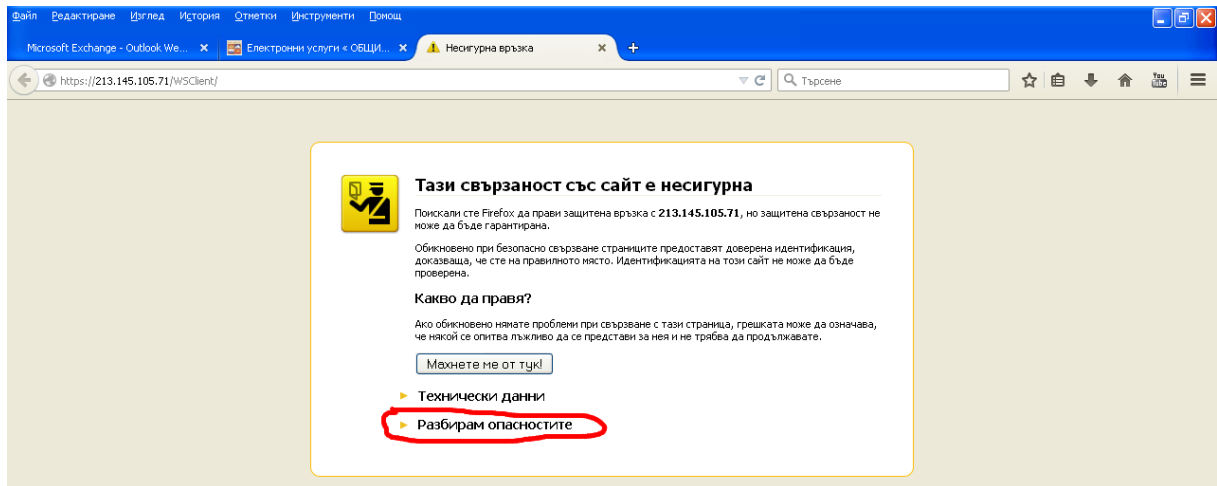 Файл Редактиране Изглед История Отметки Инструменти Помощ
Microsoft Exchange - Outlook We... Електронни услуги « ОБЩИ... Несигурна връзка
https://213.145.105.71/WSClient/ Търсене You Tube
Тази свързаност със сайт е несигурна
Поискали сте Firefox да прави защитена връзка с 213.145.105.71, но защитена свързаност не
може да бъде гарантирана.
Обикновено при безопасно свързване страниците предоставят доверена идентификация,
доказваща, че сте на правилното място. Идентификацията на този сайт не може да бъде
проверена.
Какво да правя?
Ако обикновено нямате проблеми при свързване с тази страница, грешката може да означава,
че някой се опитва лъжливо да се представи за нея и не трябва да продължавате.
Махнете ме от тук!
Технически данни
Разбирам опасностите